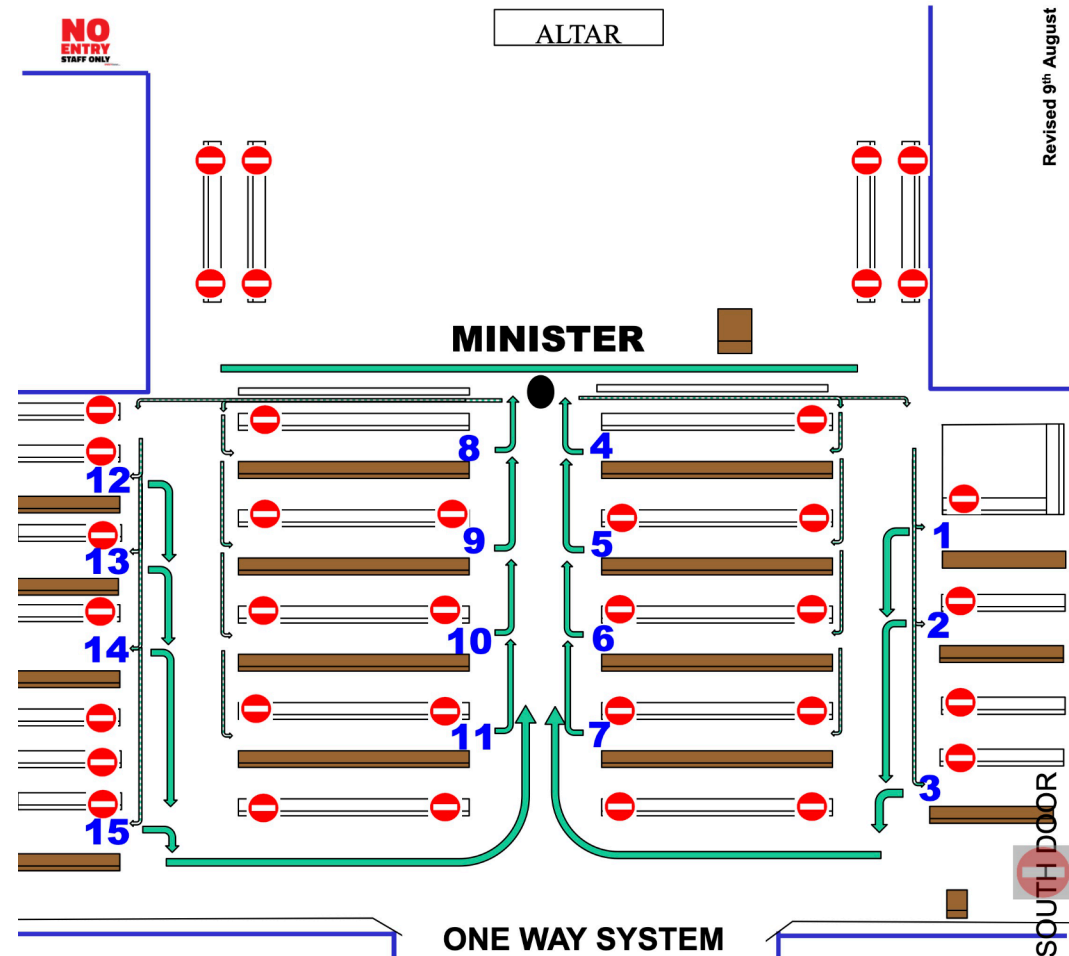 NO
ENTRY
STAFF ONLY
ALTAR
Revised 9th August
MINISTER
8
4
12
9
5
1
13
10
6
2
14
11
7
3
15
SOUTH DOOR
ONE WAY SYSTEM